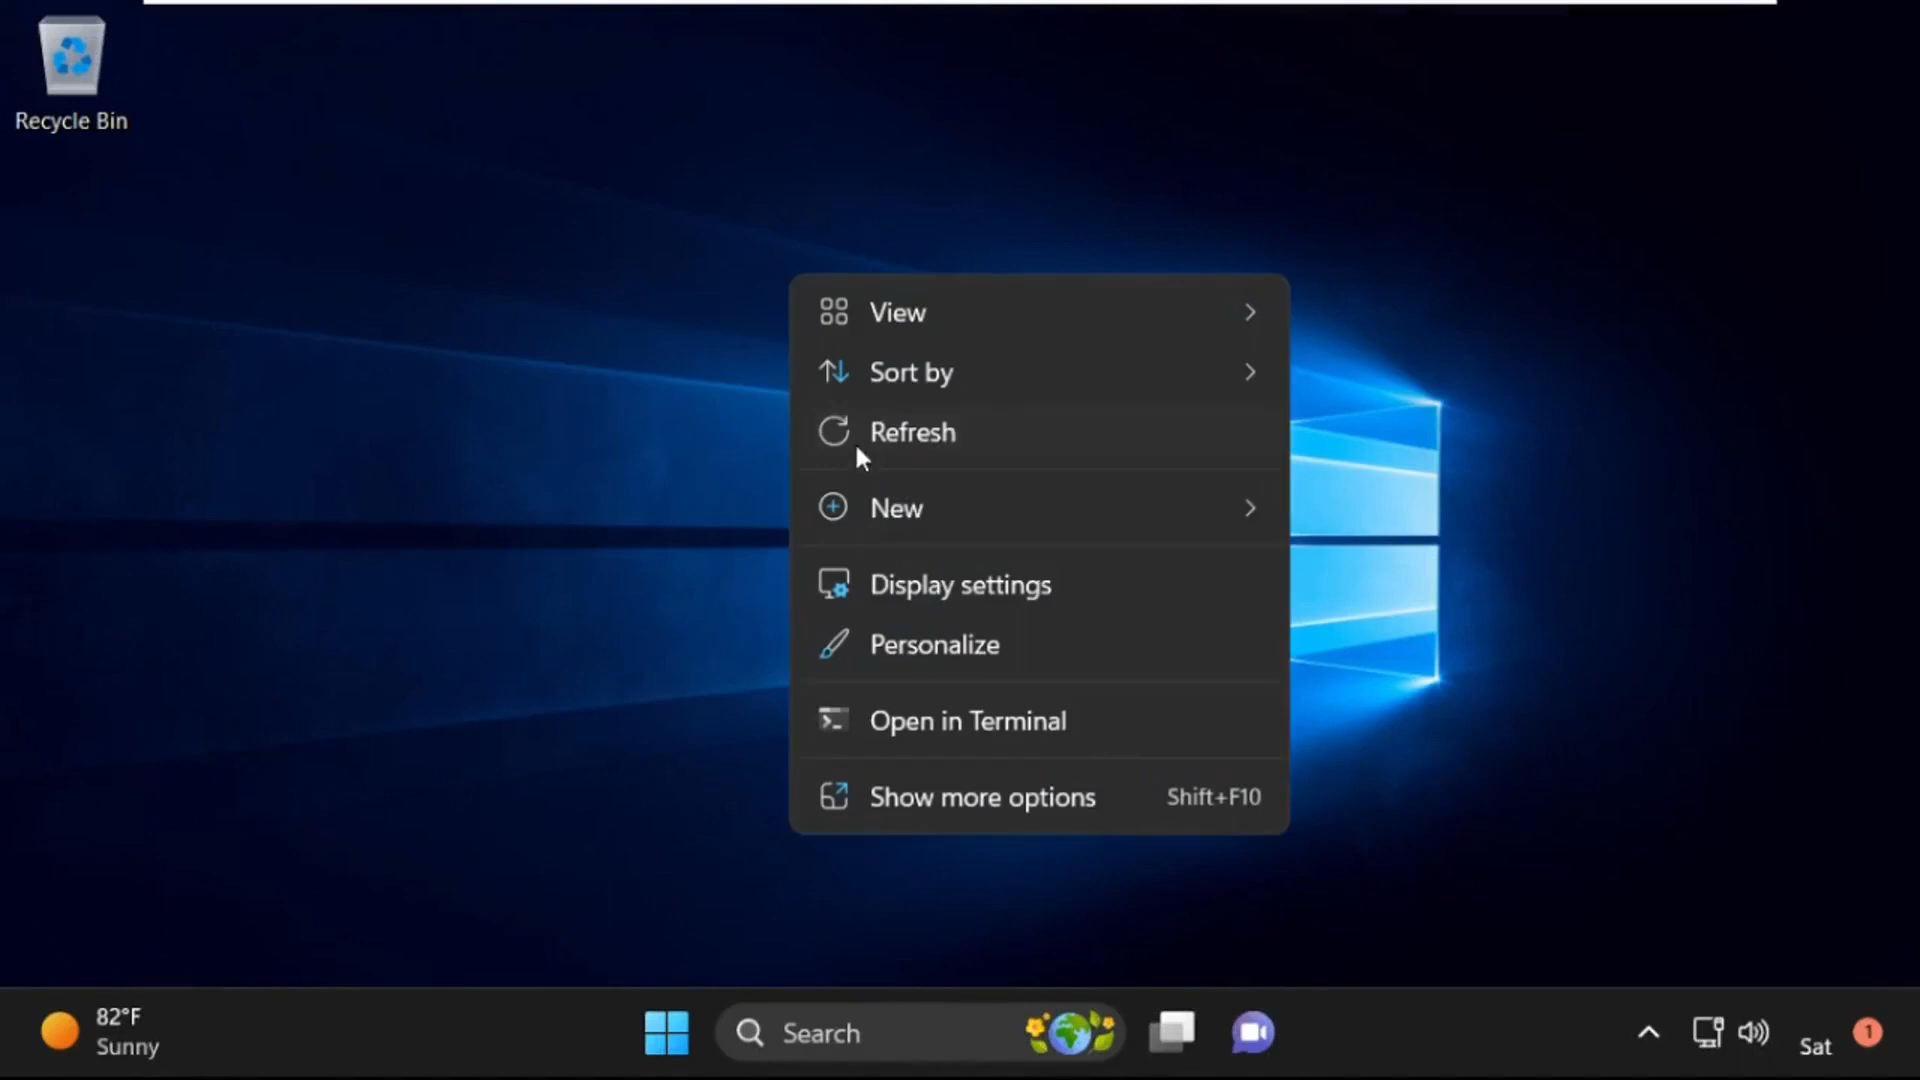 Recycle Bin
View
Sort by
Refresh
New
Display settings
Personalize
Open in Terminal
Show more options Shift+F10
82°F
Sunny
Search
Sat
1